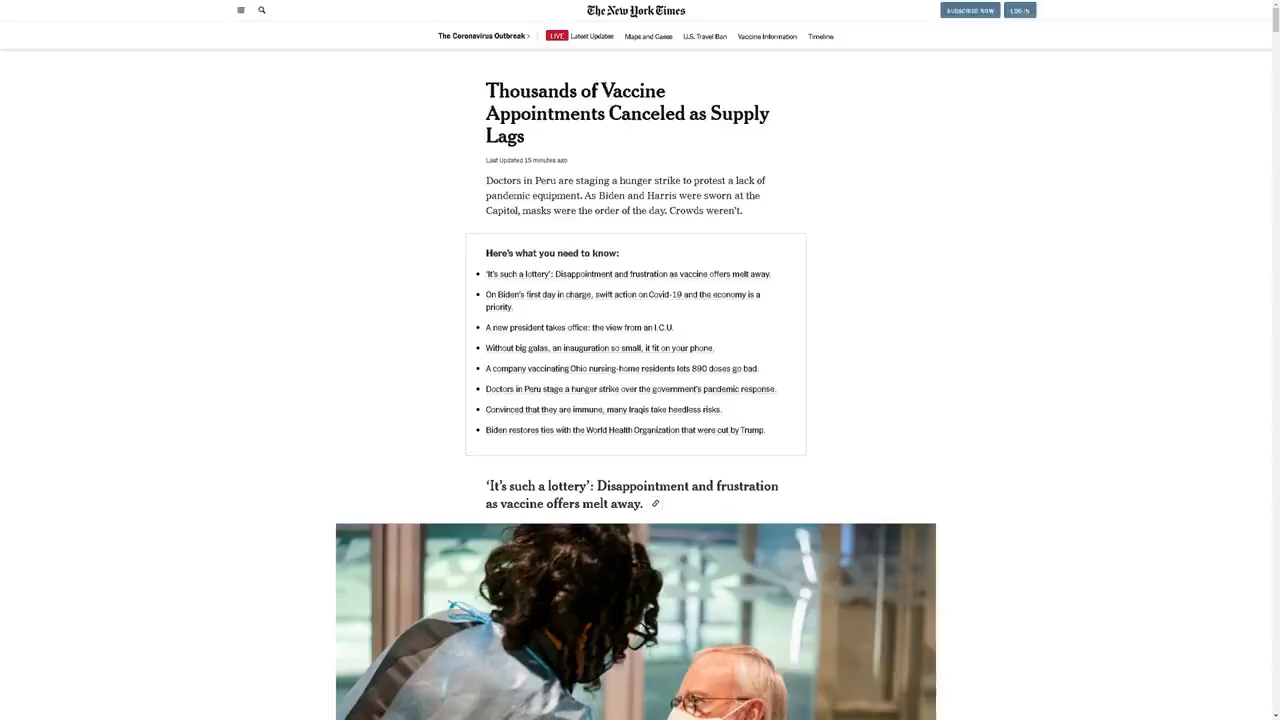 The New York Times
SUBSCRIBE NOW
LOG IN
The Coronavirus Outbreak ›
LIVE Latest Updates
Maps and Cases
U.S. Travel Ban
Vaccine Information
Timeline
Thousands of Vaccine
Appointments Canceled as Supply
Lags
Last Updated 15 minutes ago
Doctors in Peru are staging a hunger strike to protest a lack of
pandemic equipment. As Biden and Harris were sworn at the
Capitol, masks were the order of the day. Crowds weren’t.
Here’s what you need to know:
• ‘It’s such a lottery’: Disappointment and frustration as vaccine offers melt away.
• On Biden’s first day in charge, swift action on Covid-19 and the economy is a
priority.
• A new president takes office: the view from an I.C.U.
• Without big galas, an inauguration so small, it fit on your phone.
• A company vaccinating Ohio nursing-home residents lets 890 doses go bad.
• Doctors in Peru stage a hunger strike over the government’s pandemic response.
• Convinced that they are immune, many Iraqis take heedless risks.
• Biden restores ties with the World Health Organization that were cut by Trump.
‘It’s such a lottery’: Disappointment and frustration
as vaccine offers melt away.